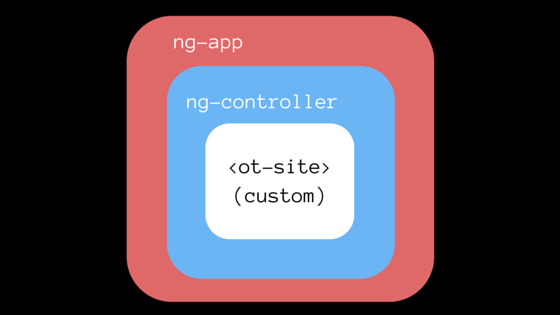 ng-app
ng-controller
<ot-site>
(custom)